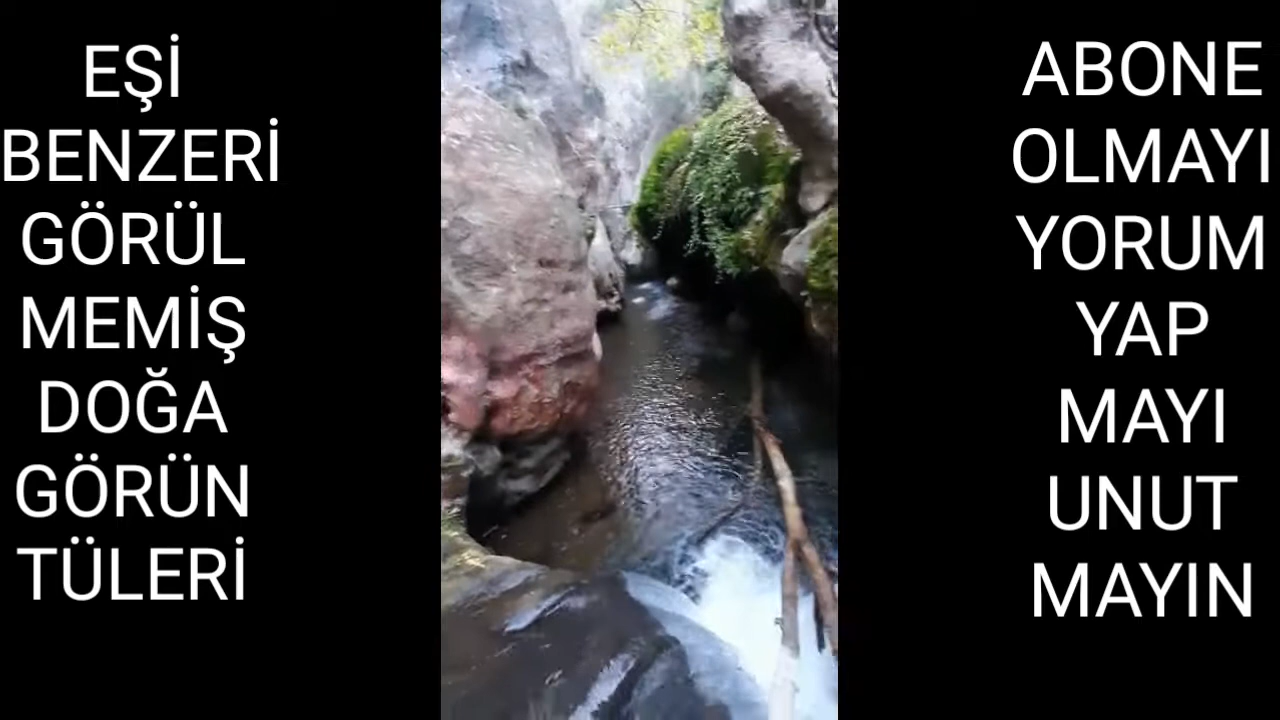 EŞİ
BENZERİ
GÖRÜL
MEMİŞ
DOĞA
GÖRÜN
TÜLERİ
ABONE
OLMAYI
YORUM
YAP
MAYI
UNUT
MAYIN